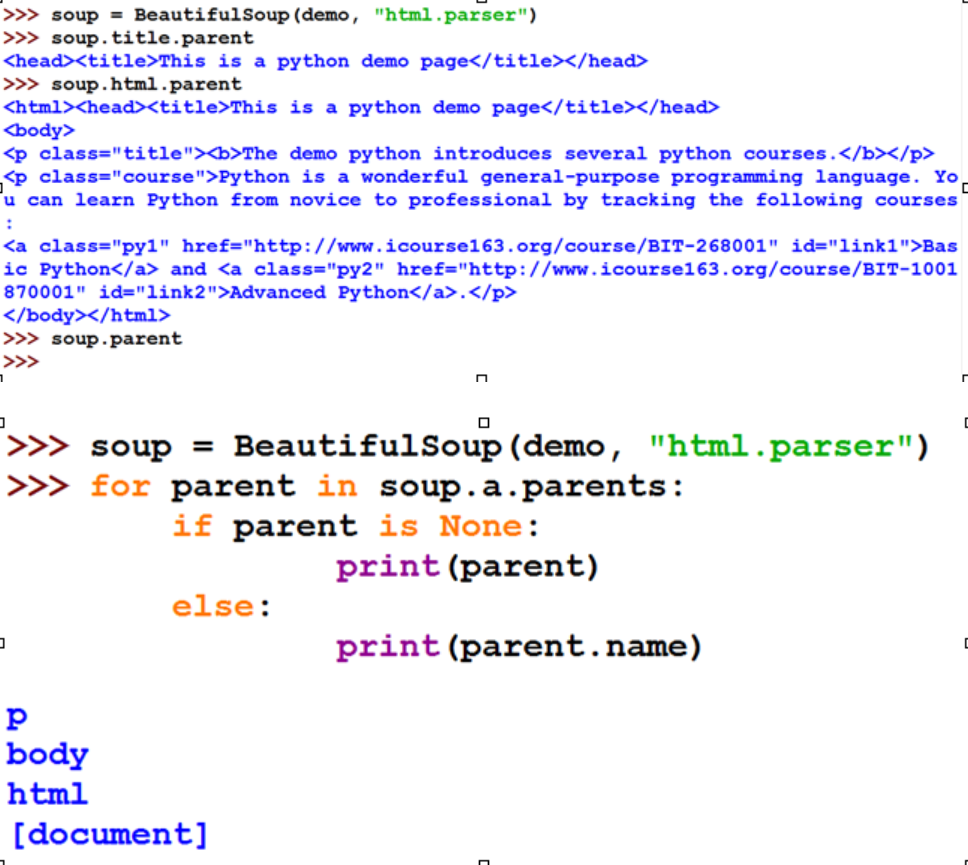 >>> soup = BeautifulSoup(demo, "html.parser")
>>> soup.title.parent
<head><title>This is a python demo page</title></head>
>>> soup.html.parent
<html><head><title>This is a python demo page</title></head>
<body>
<p class="title"><b>The demo python introduces several python courses.</b></p>
<p class="course">Python is a wonderful general-purpose programming language. Yo
u can learn Python from novice to professional by tracking the following courses
:
<a class="py1" href="http://www.icourse163.org/course/BIT-268001" id="link1">Bas
ic Python</a> and <a class="py2" href="http://www.icourse163.org/course/BIT-1001
870001" id="link2">Advanced Python</a>.</p>
</body></html>
>>> soup.parent
>>>
>>> soup = BeautifulSoup(demo, "html.parser")
>>> for parent in soup.a.parents:
        if parent is None:
                print(parent)
        else:
                print(parent.name)
p
body
html
[document]